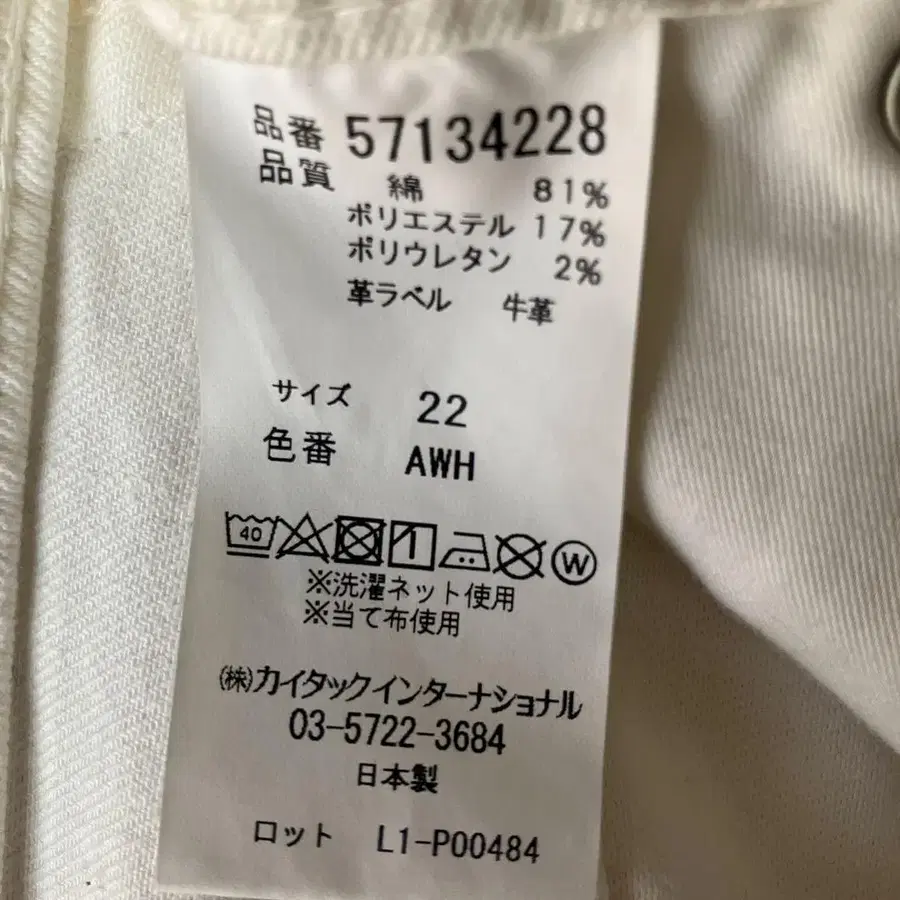 品番 57134228
品質 綿 81%
ポリエステル 17%
ポリウレタン 2%
革ラベル 牛革
サイズ 22
色番 AWH
40 W
※洗濯ネット使用
※当て布使用
㈱カイタックインターナショナル
03-5722-3684
日本製
ロット L1-P00484